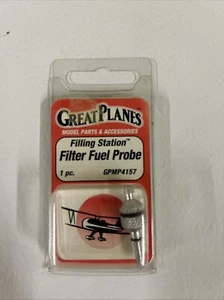 GREAT PLANES
MODEL PARTS & ACCESSORIES
Filling Station™
Filter Fuel Probe
1 pc. GPMP4157